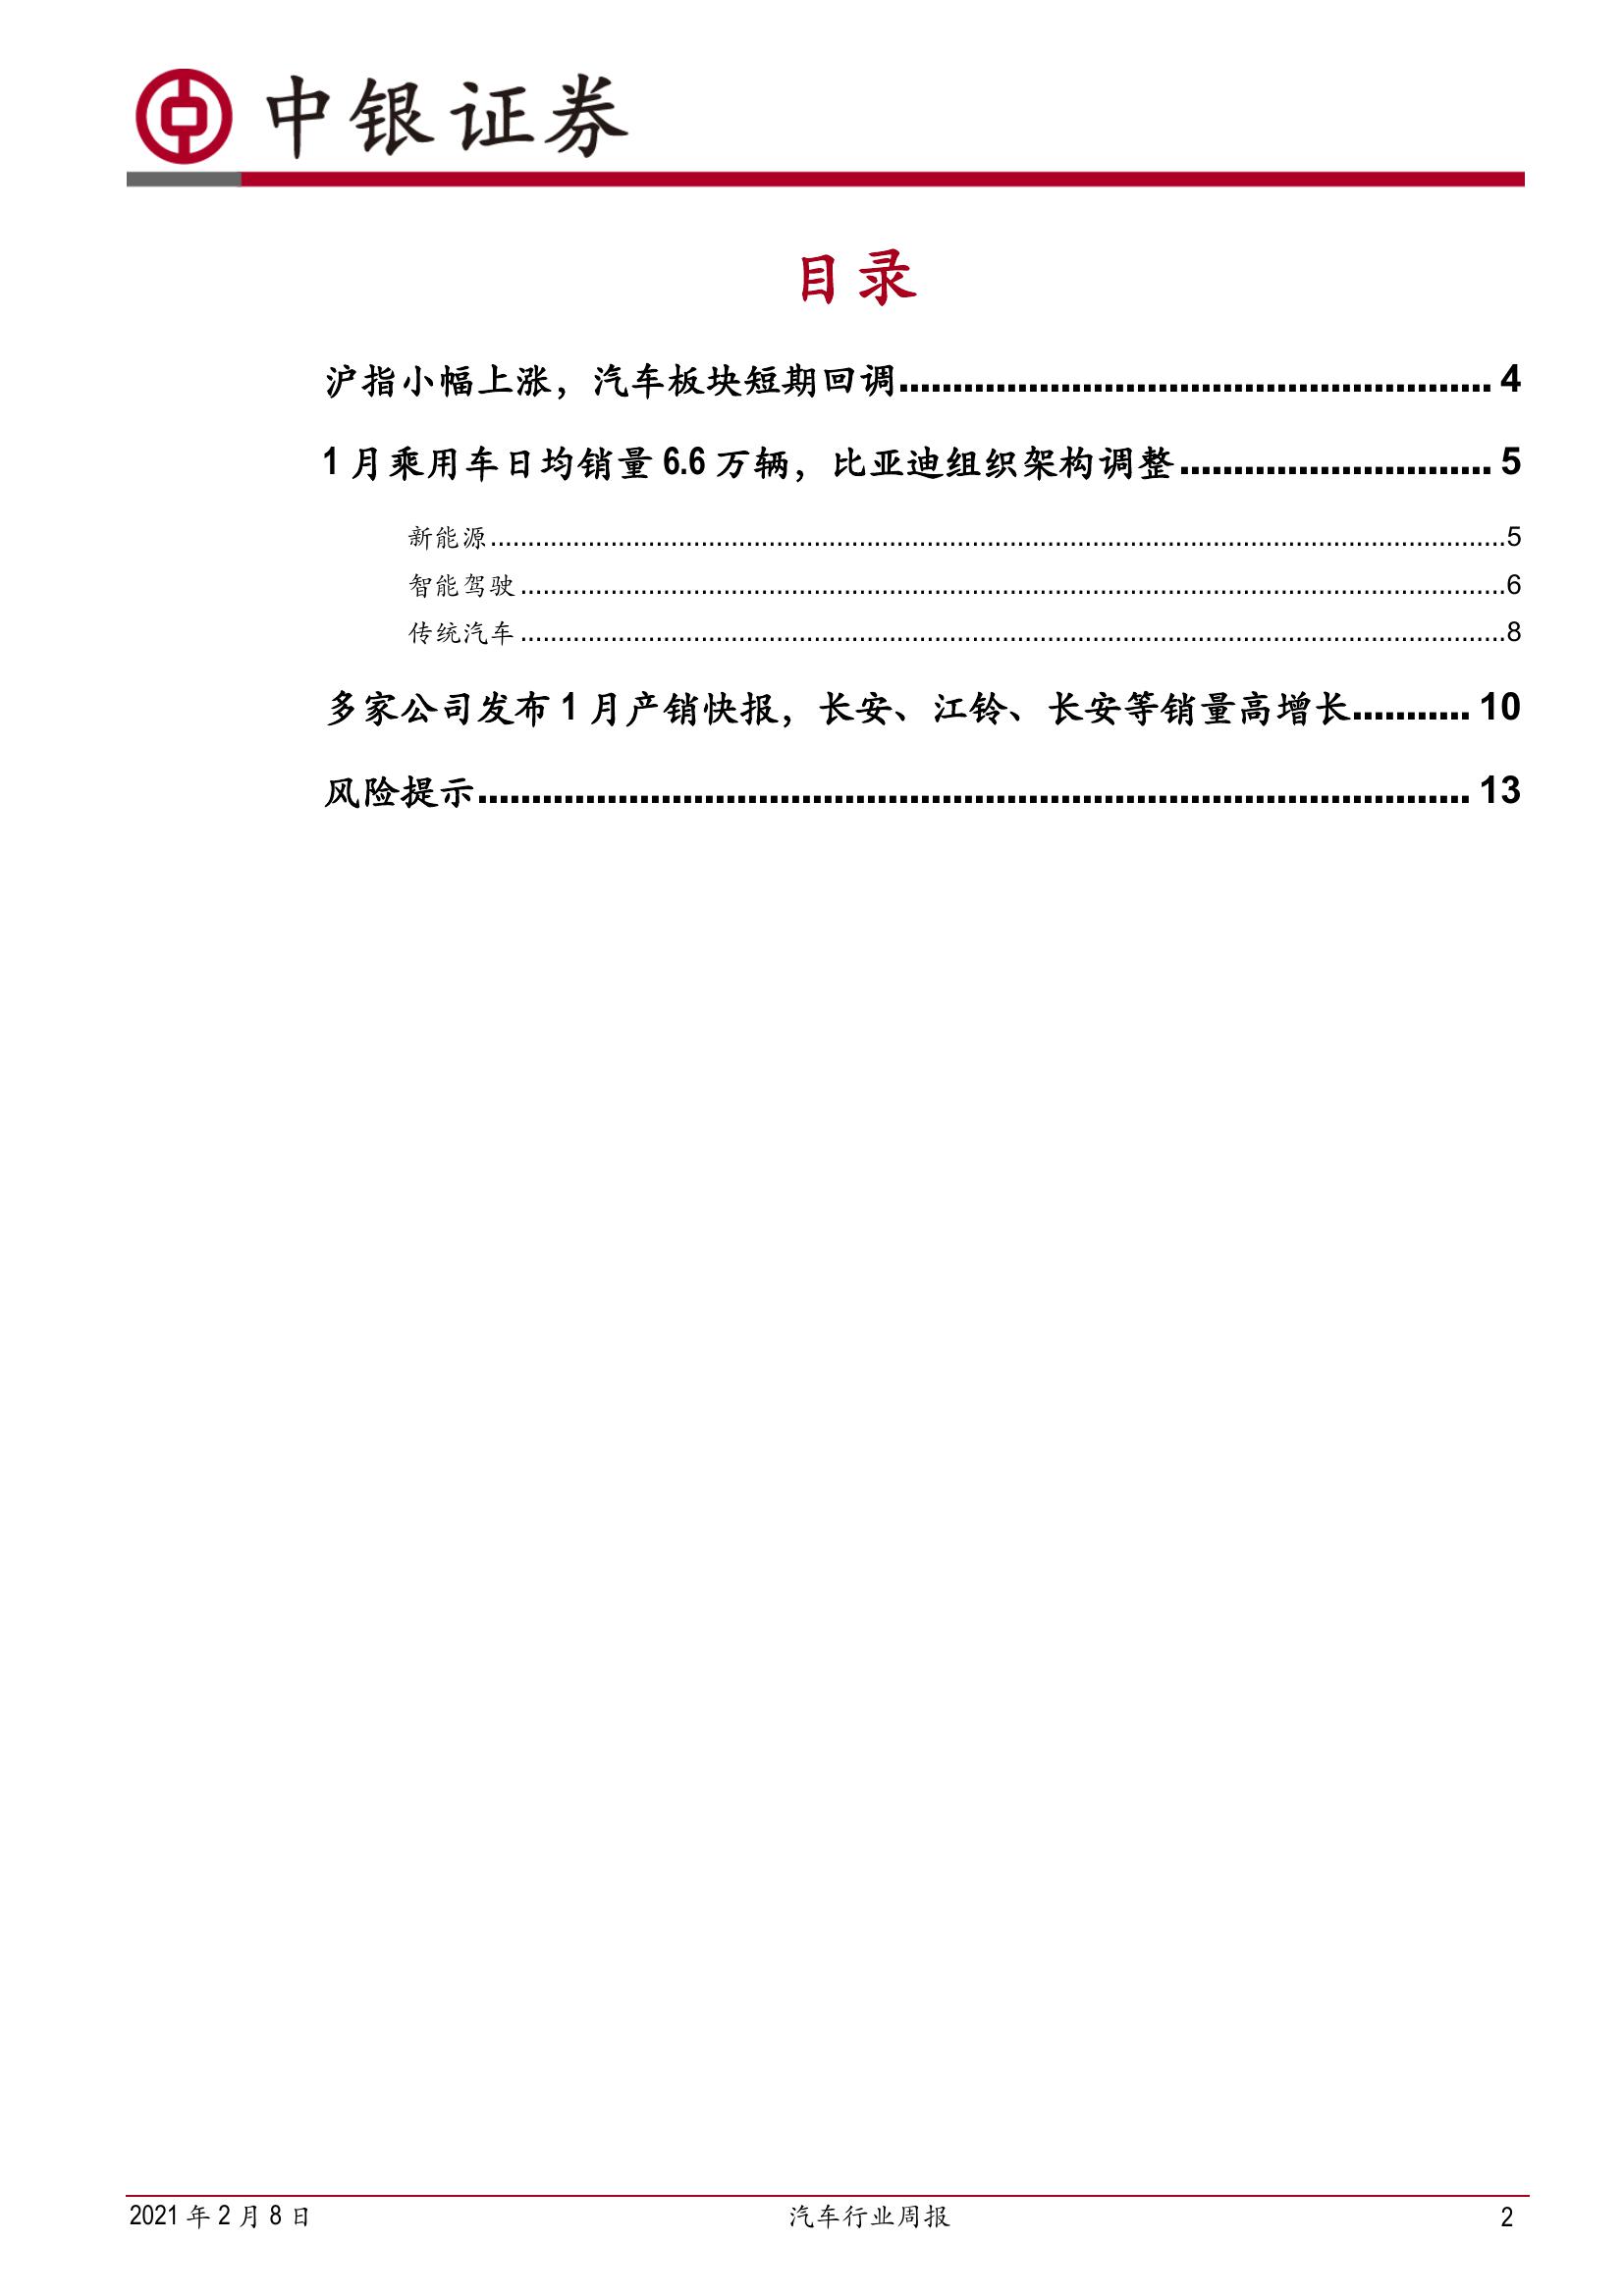 中银证券
目录
沪指小幅上涨，汽车板块短期回调........................................................ 4
1 月乘用车日均销量 6.6 万辆，比亚迪组织架构调整............................. 5
新能源........................................................................................................................................5
智能驾驶....................................................................................................................................6
传统汽车....................................................................................................................................8
多家公司发布 1 月产销快报，长安、江铃、长安等销量高增长........... 10
风险提示............................................................................................. 13
2021 年 2 月 8 日 汽车行业周报 2